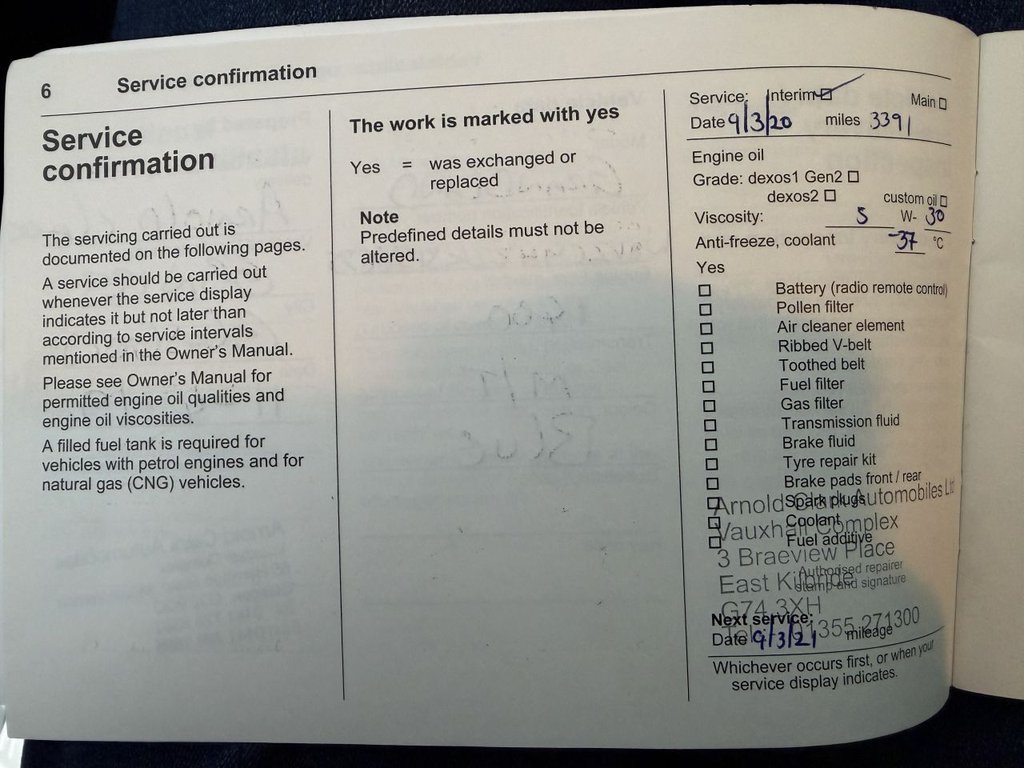 6 Service confirmation
Service
confirmation
The servicing carried out is
documented on the following pages.
A service should be carried out
whenever the service display
indicates it but not later than
according to service intervals
mentioned in the Owner's Manual.
Please see Owner's Manual for
permitted engine oil qualities and
engine oil viscosities.
A filled fuel tank is required for
vehicles with petrol engines and for
natural gas (CNG) vehicles.
The work is marked with yes
Yes = was exchanged or
replaced
Note
Predefined details must not be
altered.
Service: Interim Main
Date 9/3/20 miles 3391
Engine oil
Grade: dexos1 Gen2
dexos2 custom oil
Viscosity: 5 W- 30
Anti-freeze, coolant -37 °C
Yes
Battery (radio remote control)
Pollen filter
Air cleaner element
Ribbed V-belt
Toothed belt
Fuel filter
Gas filter
Transmission fluid
Brake fluid
Tyre repair kit
Brake pads front / rear
Spark plugs
Coolant
Fuel additive
Arnold Clark Automobiles Ltd
Vauxhall Complex
3 Braeview Place
East Kilbride
G74 3XH
Tel: 01355 271300
Authorised repairer
stamp and signature
Next service:
Date 9/3/21 mileage
Whichever occurs first, or when your
service display indicates.